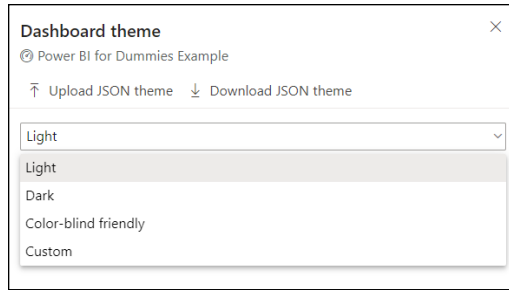 Dashboard theme
Power BI for Dummies Example
Upload JSON theme Download JSON theme
Light
Light
Dark
Color-blind friendly
Custom